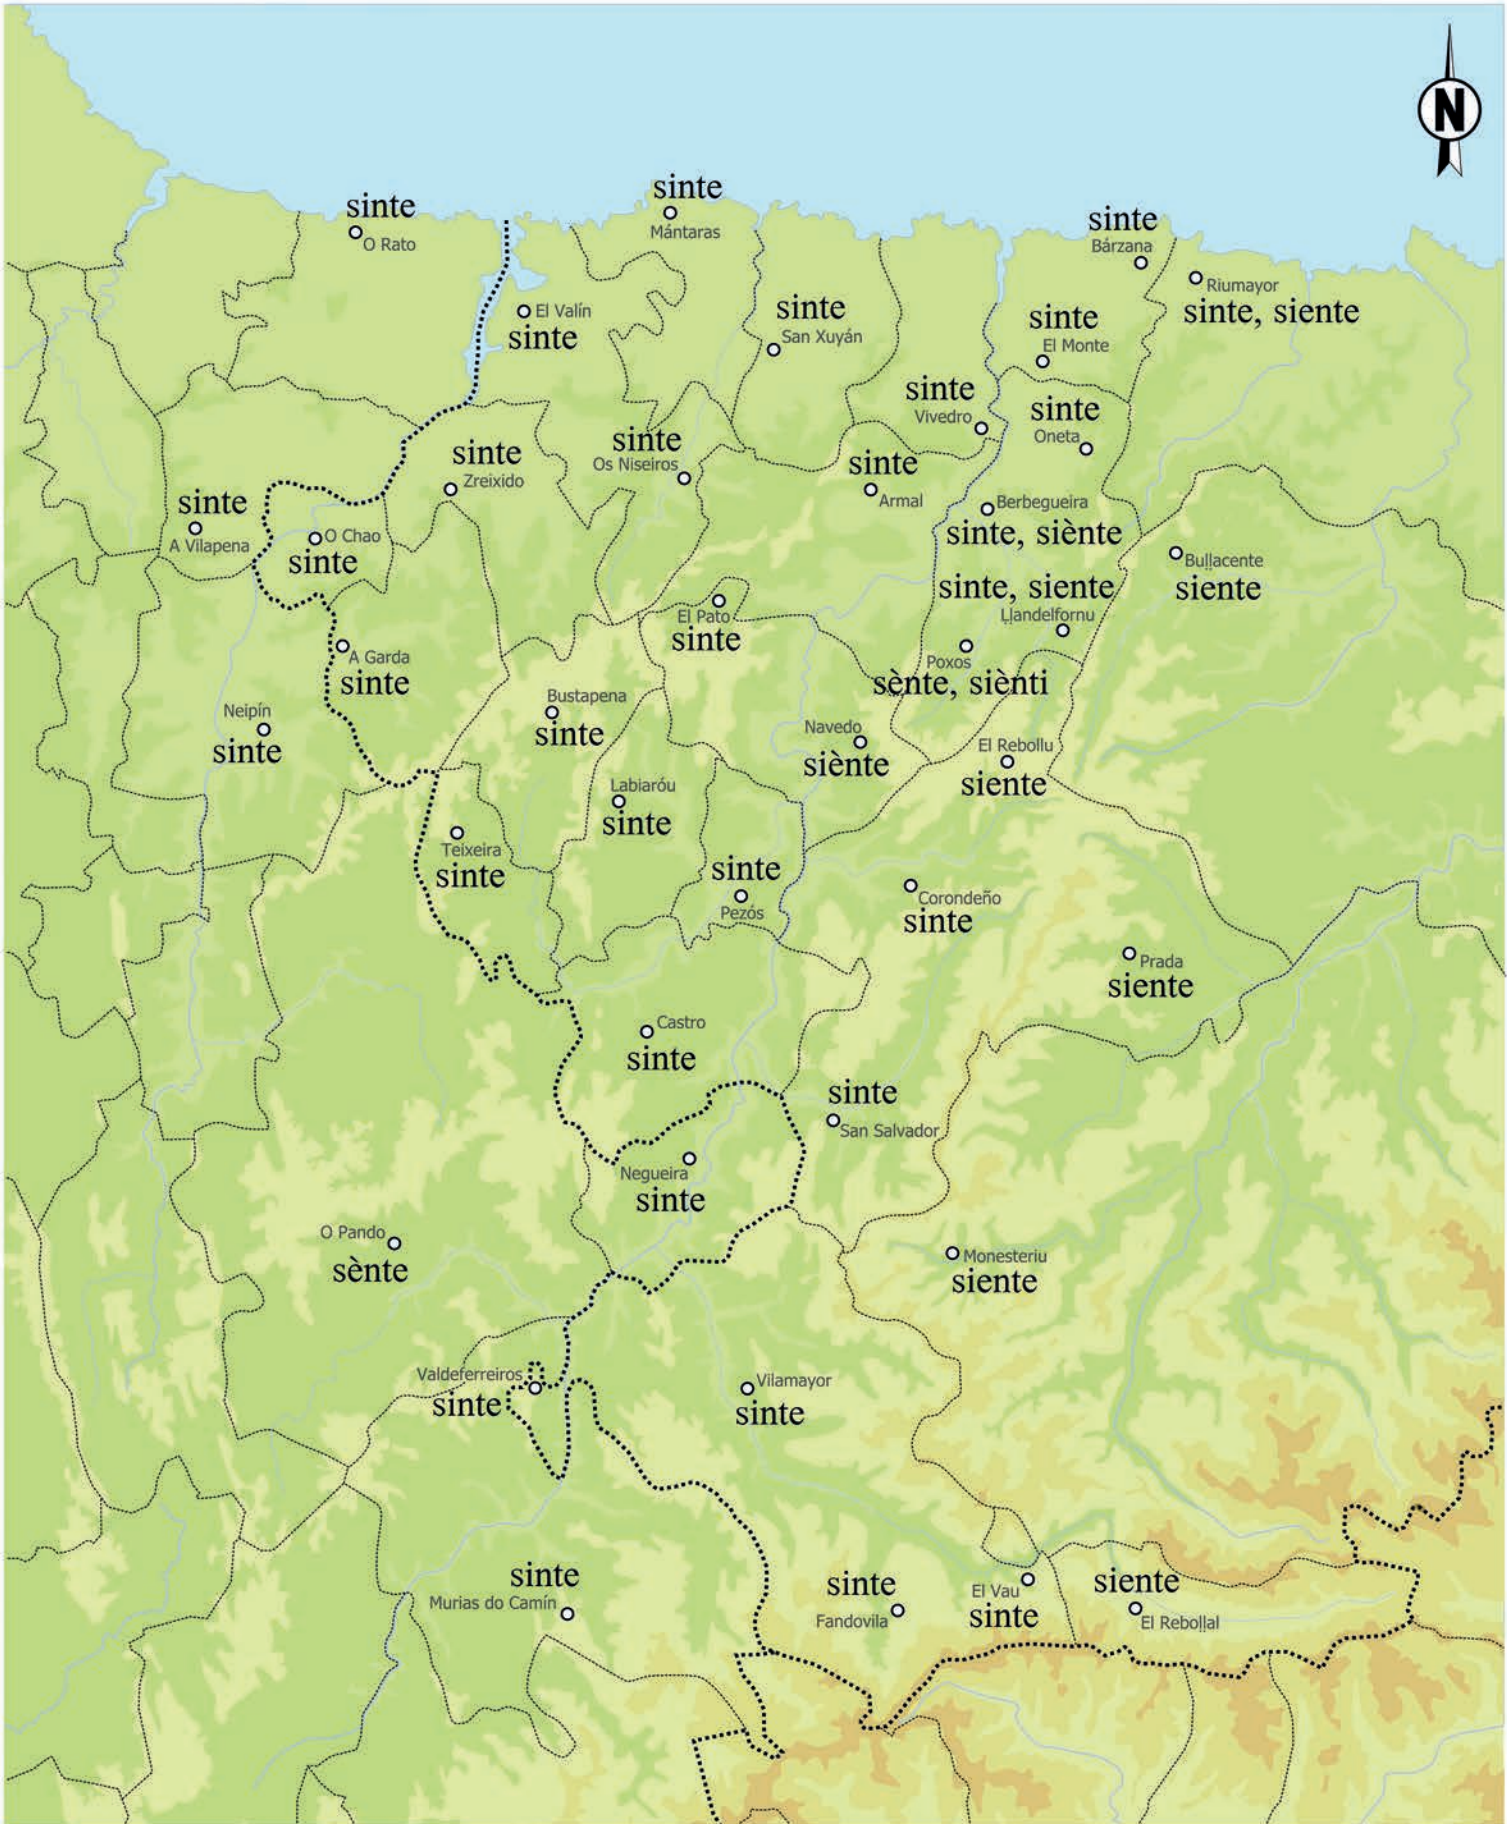 N
sinte
Mántaras
sinte
O Rato
sinte
Bárzana
Riumayor
sinte, siente
El Valín
sinte
sinte
San Xuyán
sinte
El Monte
sinte
Vivedro
sinte
Oneta
sinte
Os Niseiros
sinte
Zreixido
sinte
Armal
sinte
A Vilapena
Berbegueira
sinte, siènte
O Chao
sinte
Buḷḷacente
siente
sinte, siente
Ḷḷandelfornu
El Pato
sinte
A Garda
sinte
Poxos
sènte, siènti
Bustapena
sinte
Neipín
sinte
Navedo
siènte
El Rebollu
siente
Labiaróu
sinte
Teixeira
sinte
sinte
Pezós
Corondeño
sinte
Prada
siente
Castro
sinte
sinte
San Salvador
Negueira
sinte
O Pando
sènte
Monesteriu
siente
Valdeferreiros
sinte
Vilamayor
sinte
sinte
Murias do Camín
sinte
Fandovila
El Vau
sinte
siente
El Reboḷḷal